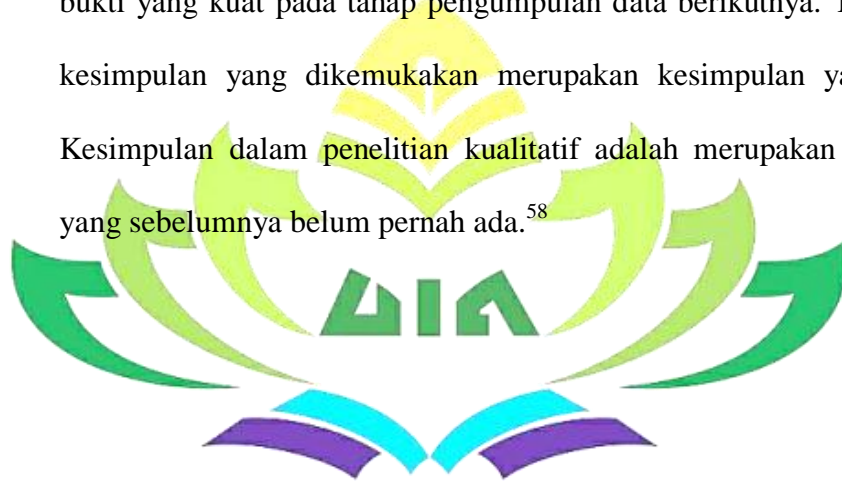 bukti yang kuat pada tahap pengumpulan data berikutnya.
kesimpulan yang dikemukakan merupakan kesimpulan
Kesimpulan dalam penelitian kualitatif adalah merupakan
yang sebelumnya belum pernah ada.58
UIN